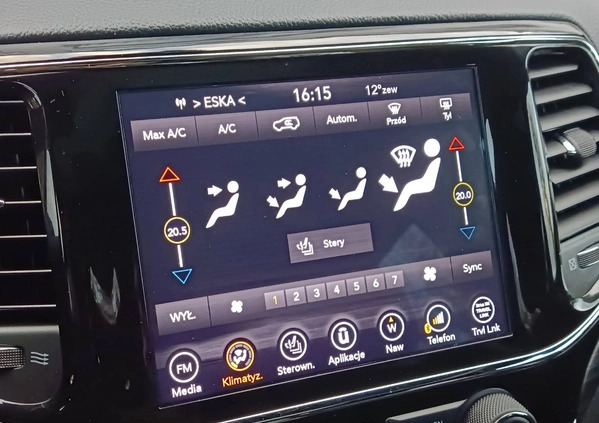 > ESKA < 16:15 12°zew
Max A/C A/C Autom. Przód Tył
20.5 20.0
Stery
WYŁ. 1 2 3 4 5 6 7 Sync
FM W
Media Klimatyz. Sterown. Aplikacje Naw Telefon Trvl Lnk